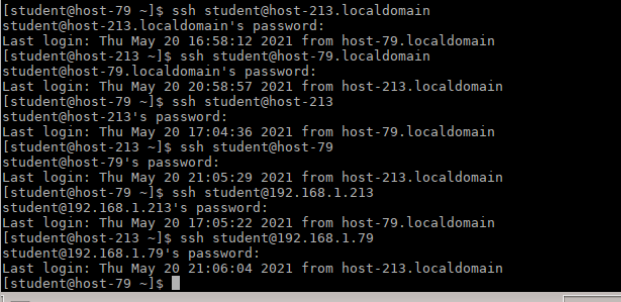 [student@host-79 ~]$ ssh student@host-213.localdomain
student@host-213.localdomain's password:
Last login: Thu May 20 16:58:12 2021 from host-79.localdomain
[student@host-213 ~]$ ssh student@host-79.localdomain
student@host-79.localdomain's password:
Last login: Thu May 20 20:58:57 2021 from host-213.localdomain
[student@host-79 ~]$ ssh student@host-213
student@host-213's password:
Last login: Thu May 20 17:04:36 2021 from host-79.localdomain
[student@host-213 ~]$ ssh student@host-79
student@host-79's password:
Last login: Thu May 20 21:05:29 2021 from host-213.localdomain
[student@host-79 ~]$ ssh student@192.168.1.213
student@192.168.1.213's password:
Last login: Thu May 20 17:05:22 2021 from host-79.localdomain
[student@host-213 ~]$ ssh student@192.168.1.79
student@192.168.1.79's password:
Last login: Thu May 20 21:06:04 2021 from host-213.localdomain
[student@host-79 ~]$